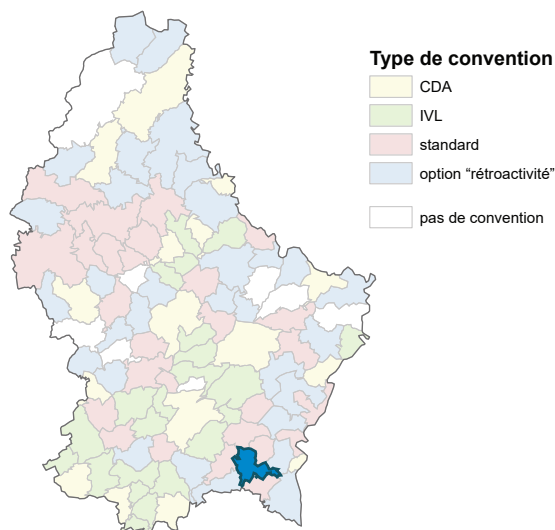 Type de convention
CDA
IVL
standard
option “rétroactivité”
pas de convention